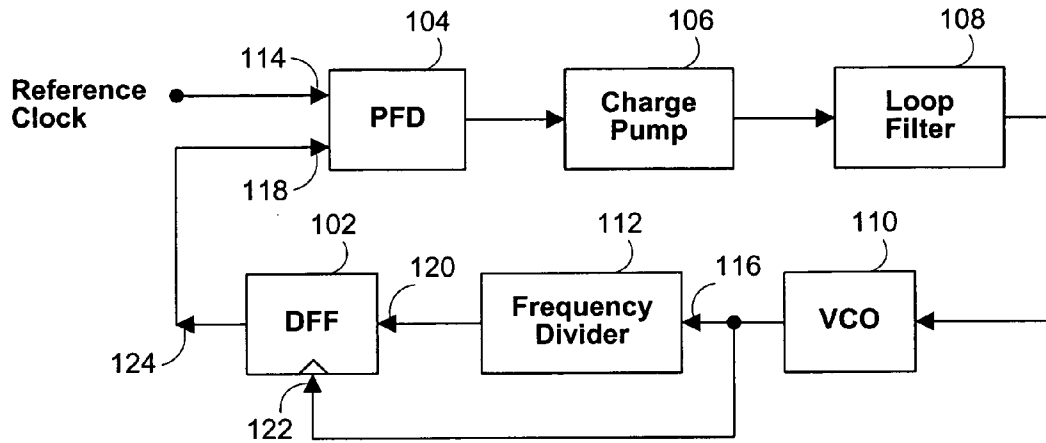 104
106
108
114
Reference
Clock
PFD
Charge
Pump
Loop
Filter
118
102
112
110
120
116
DFF
Frequency
Divider
VCO
124
122